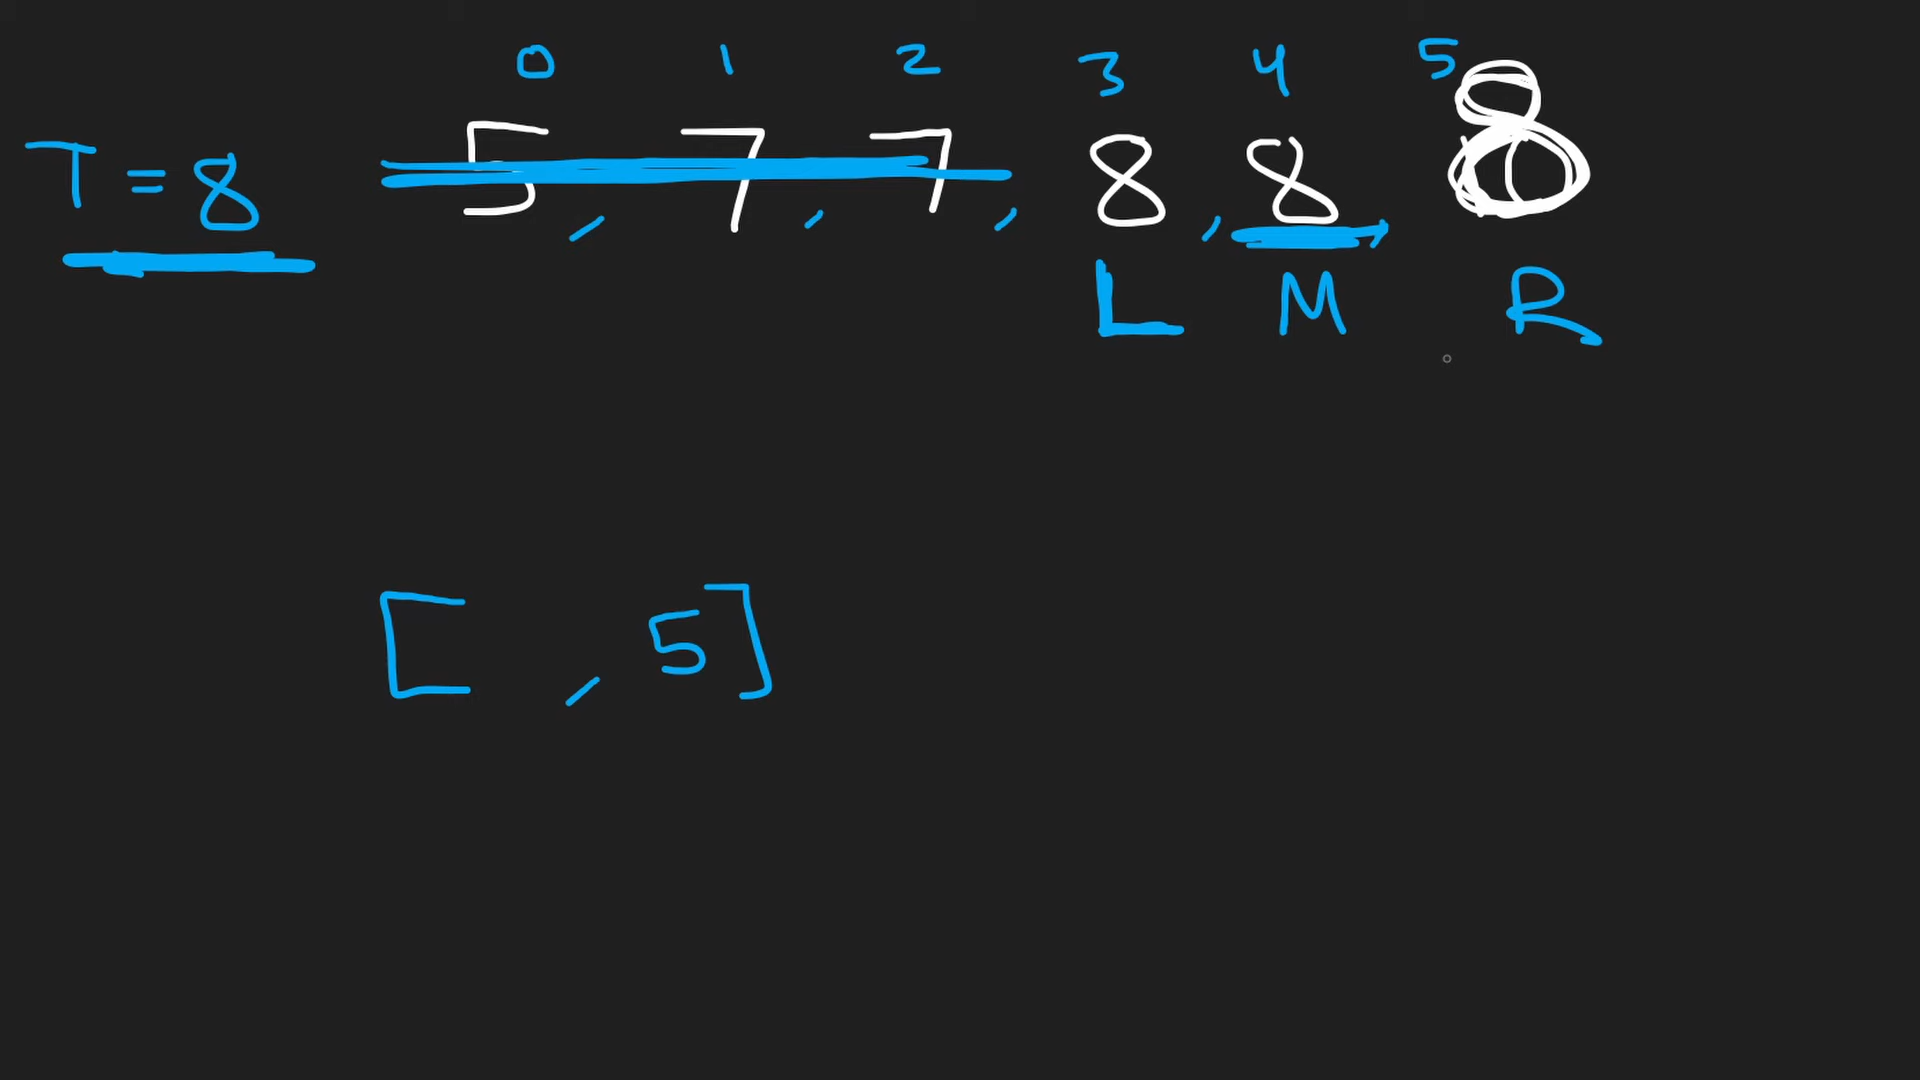 0 1 2 3 4 5
T = 8 5, 7, 7, 8, 8 8
L M R
[ , 5]